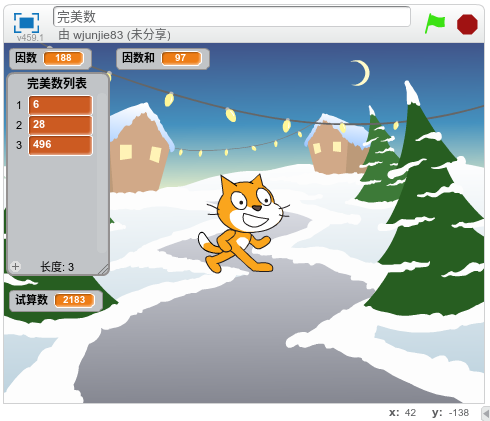 完美数
v459.1
由 wjunjie83 (未分享)
因数 188
因数和 97
完美数列表
1 6
2 28
3 496
+ 长度: 3
试算数 2183
x: 42 y: -138